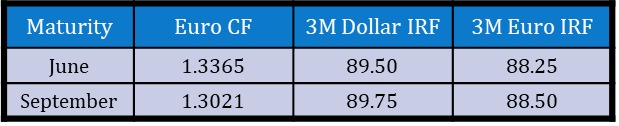 Maturity Euro CF 3M Dollar IRF 3M Euro IRF
June 1.3365 89.50 88.25
September 1.3021 89.75 88.50